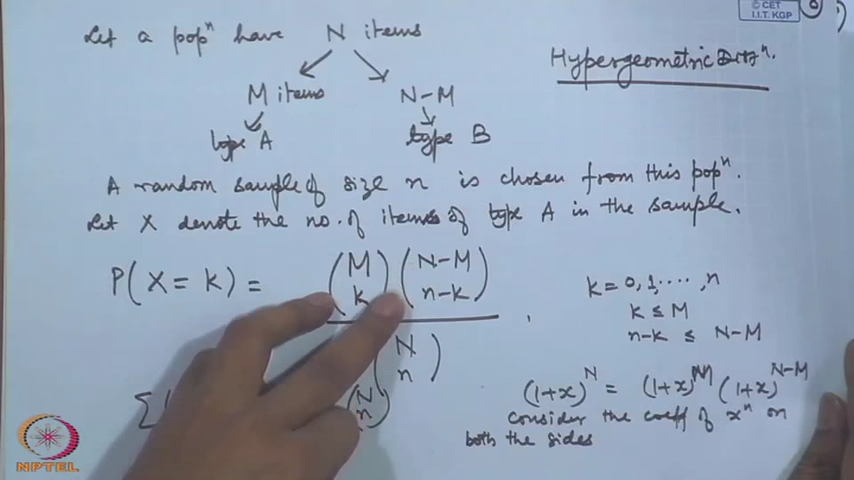 © CET
I.I.T. KGP
Let a popⁿ have N items
Hypergeometric Distⁿ.
M items N-M
type A type B
A random sample of size n is chosen from this popⁿ.
Let X denote the no. of items of type A in the sample.
P(X = k) = (M k) (N-M n-k) / (N n) , k = 0, 1, ..., n
k ≤ M
n-k ≤ N-M
(1+x)^N = (1+x)^M (1+x)^{N-M}
Σ (N n)
consider the coeff of xⁿ on
both the sides
NPTEL